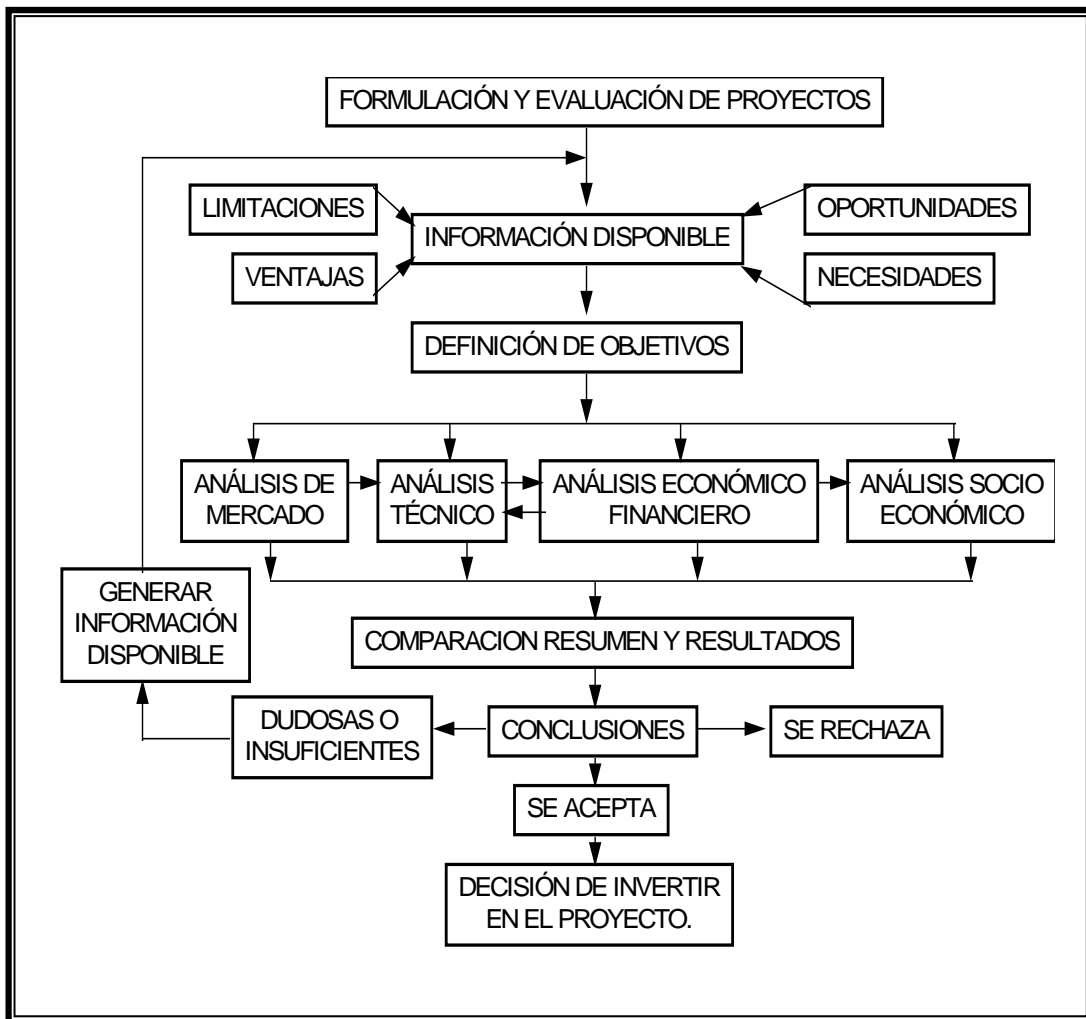 FORMULACIÓN Y EVALUACIÓN DE PROYECTOS
LIMITACIONES
OPORTUNIDADES
INFORMACIÓN DISPONIBLE
VENTAJAS
NECESIDADES
DEFINICIÓN DE OBJETIVOS
ANÁLISIS DE
MERCADO
ANÁLISIS
TÉCNICO
ANÁLISIS ECONÓMICO
FINANCIERO
ANÁLISIS SOCIO
ECONÓMICO
GENERAR
INFORMACIÓN
DISPONIBLE
COMPARACION RESUMEN Y RESULTADOS
DUDOSAS O
INSUFICIENTES
CONCLUSIONES
SE RECHAZA
SE ACEPTA
DECISIÓN DE INVERTIR
EN EL PROYECTO.